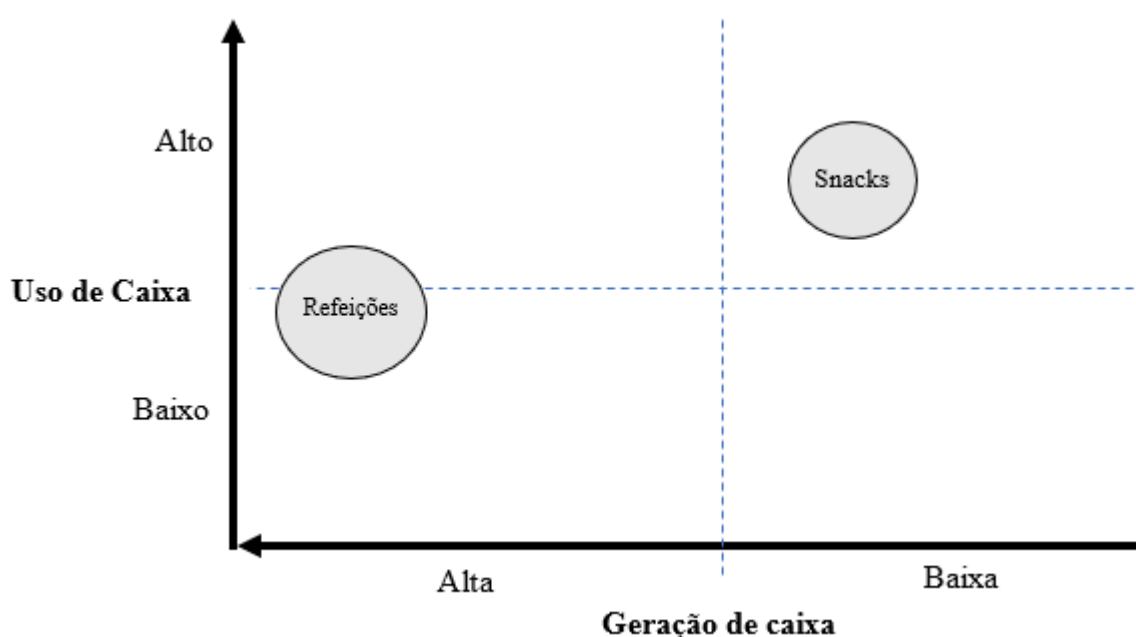 Alto
Snacks
Uso de Caixa
Refeições
Baixo
Alta
Baixa
Geração de caixa